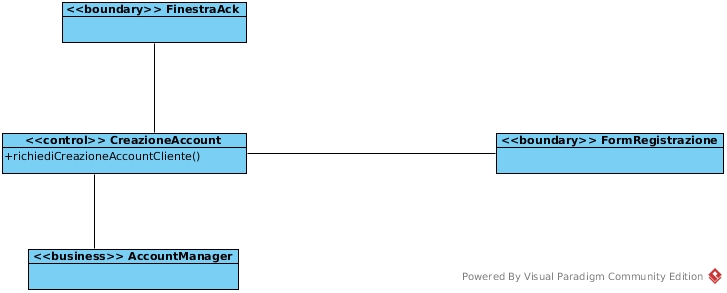 <<boundary>> FinestraAck
<<control>> CreazioneAccount
+richiediCreazioneAccountCliente()
<<boundary>> FormRegistrazione
<<business>> AccountManager
Powered By Visual Paradigm Community Edition